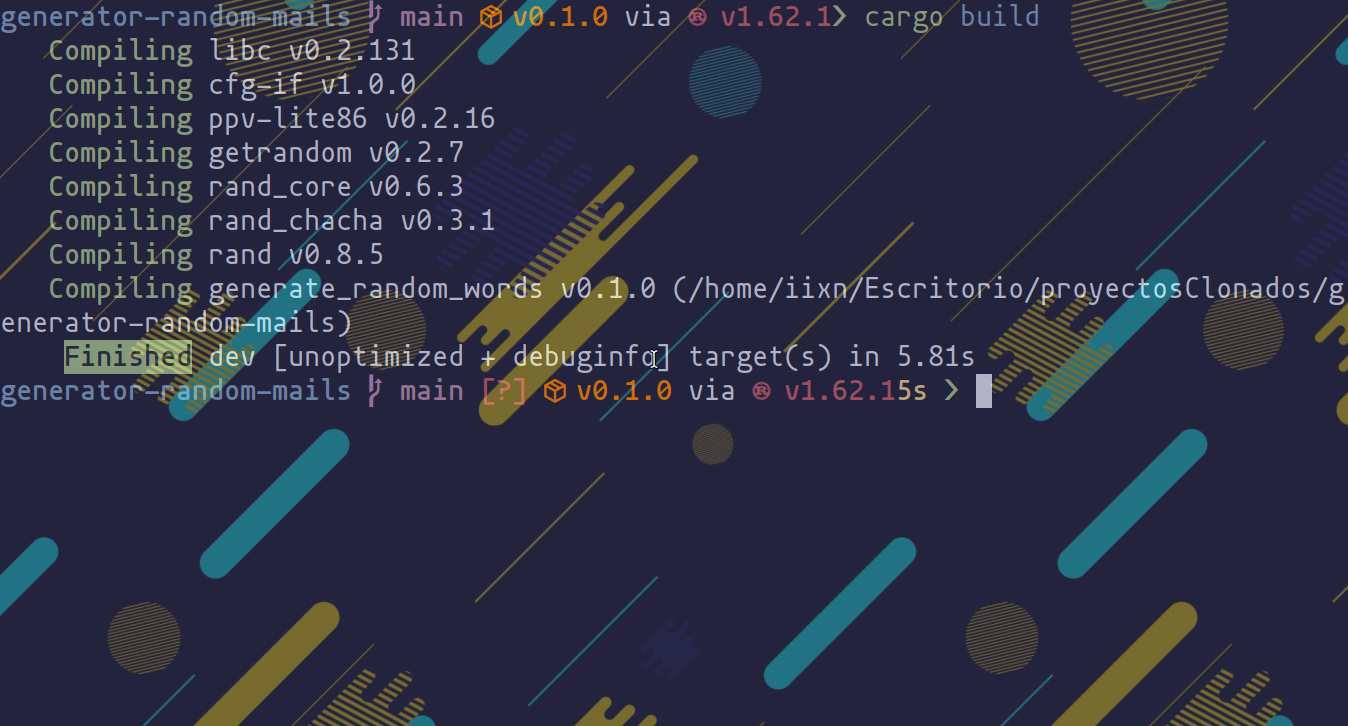 generator-random-mails main v0.1.0 via ® v1.62.1❯ cargo build
Compiling libc v0.2.131
Compiling cfg-if v1.0.0
Compiling ppv-lite86 v0.2.16
Compiling getrandom v0.2.7
Compiling rand_core v0.6.3
Compiling rand_chacha v0.3.1
Compiling rand v0.8.5
Compiling generate_random_words v0.1.0 (/home/iixn/Escritorio/proyectosClonados/g
enerator-random-mails)
Finished dev [unoptimized + debuginfo] target(s) in 5.81s
generator-random-mails main [?] v0.1.0 via ® v1.62.15s ❯